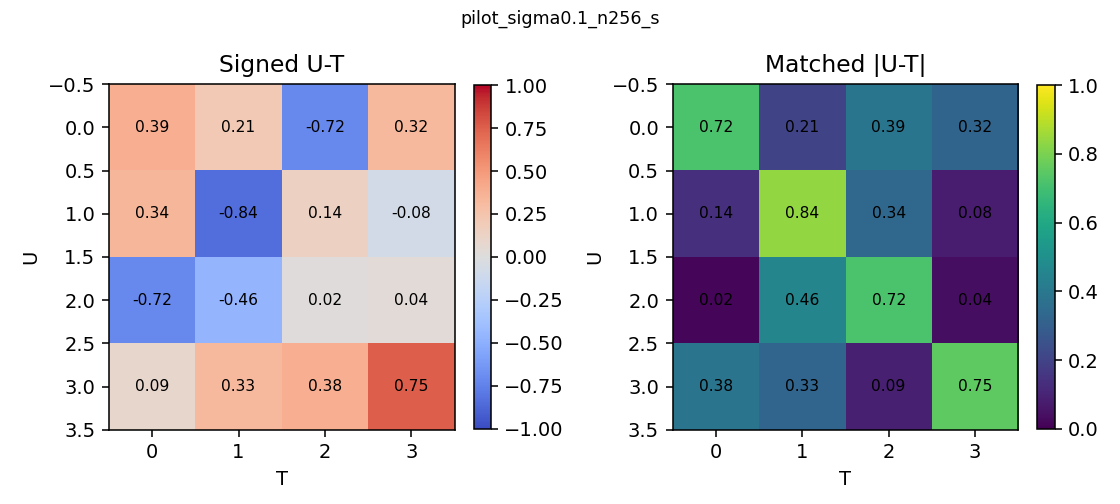 pilot_sigma0.1_n256_s
Signed U-T
Matched |U-T|
−0.5
0.0
0.5
1.0
1.5
2.0
2.5
3.0
3.5
U
0.39 0.21 -0.72 0.32
0.34 -0.84 0.14 -0.08
-0.72 -0.46 0.02 0.04
0.09 0.33 0.38 0.75
0 1 2 3
T
1.00
0.75
0.50
0.25
0.00
−0.25
−0.50
−0.75
−1.00
−0.5
0.0
0.5
1.0
1.5
2.0
2.5
3.0
3.5
U
0.72 0.21 0.39 0.32
0.14 0.84 0.34 0.08
0.02 0.46 0.72 0.04
0.38 0.33 0.09 0.75
0 1 2 3
T
1.0
0.8
0.6
0.4
0.2
0.0